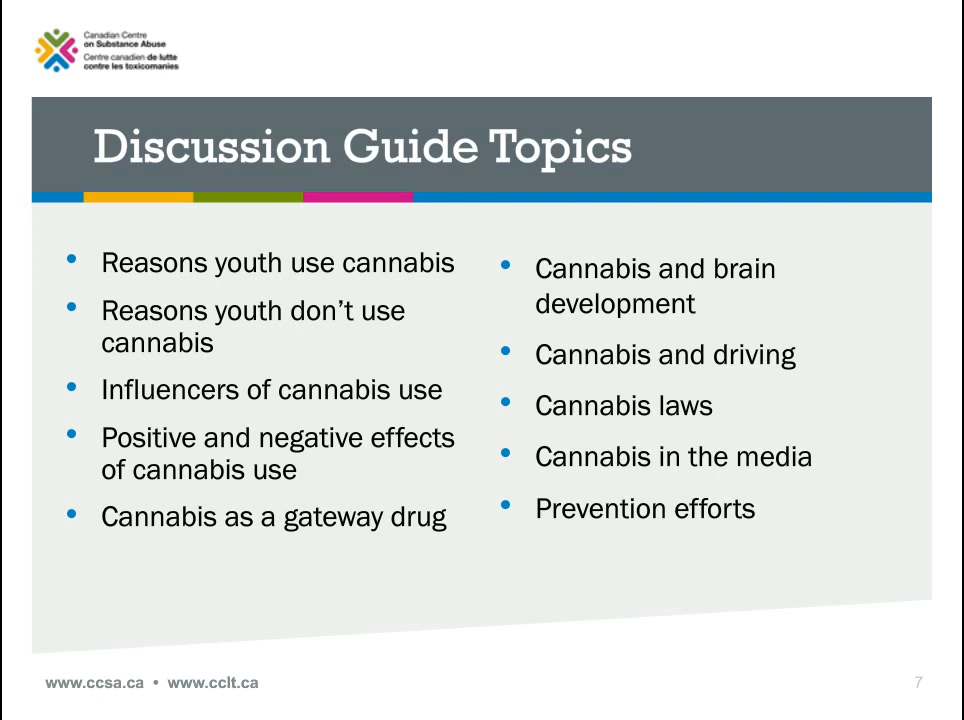 Canadian Centre
on Substance Abuse
Centre canadien de lutte
contre les toxicomanies
Discussion Guide Topics
• Reasons youth use cannabis
• Reasons youth don’t use
cannabis
• Influencers of cannabis use
• Positive and negative effects
of cannabis use
• Cannabis as a gateway drug
• Cannabis and brain
development
• Cannabis and driving
• Cannabis laws
• Cannabis in the media
• Prevention efforts
www.ccsa.ca • www.cclt.ca
7